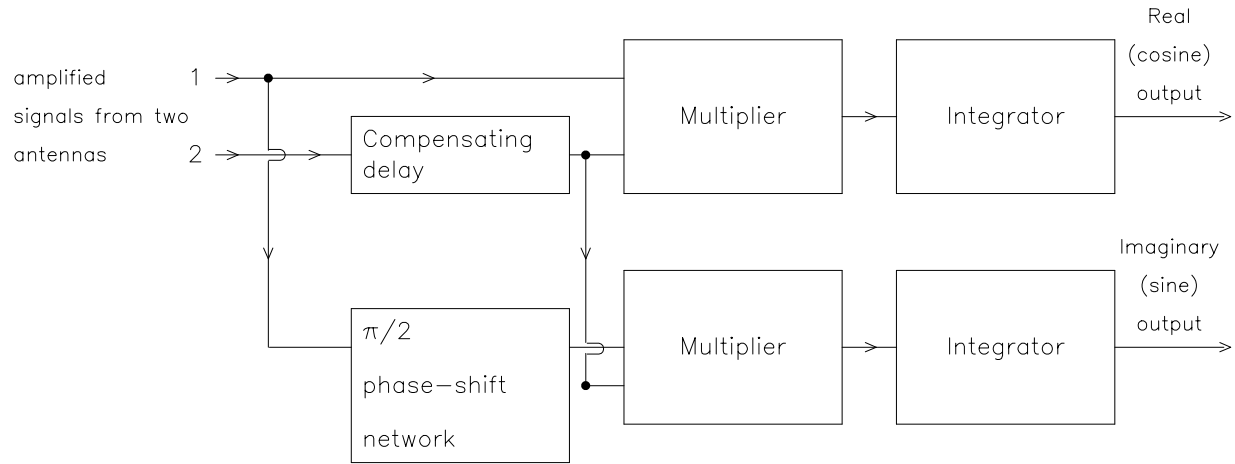 Real
(cosine)
output
amplified
signals from two
antennas
1
2
Compensating
delay
Multiplier
Integrator
Imaginary
(sine)
output
π/2
phase−shift
network
Multiplier
Integrator